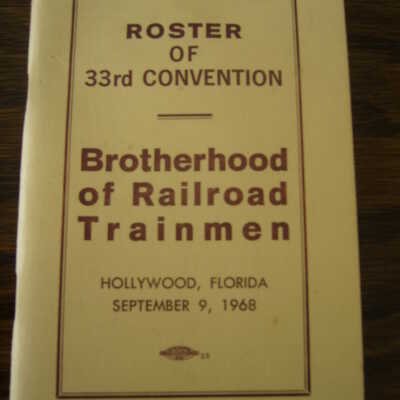 ROSTER
OF
33rd CONVENTION
Brotherhood
of Railroad
Trainmen
HOLLYWOOD, FLORIDA
SEPTEMBER 9, 1968